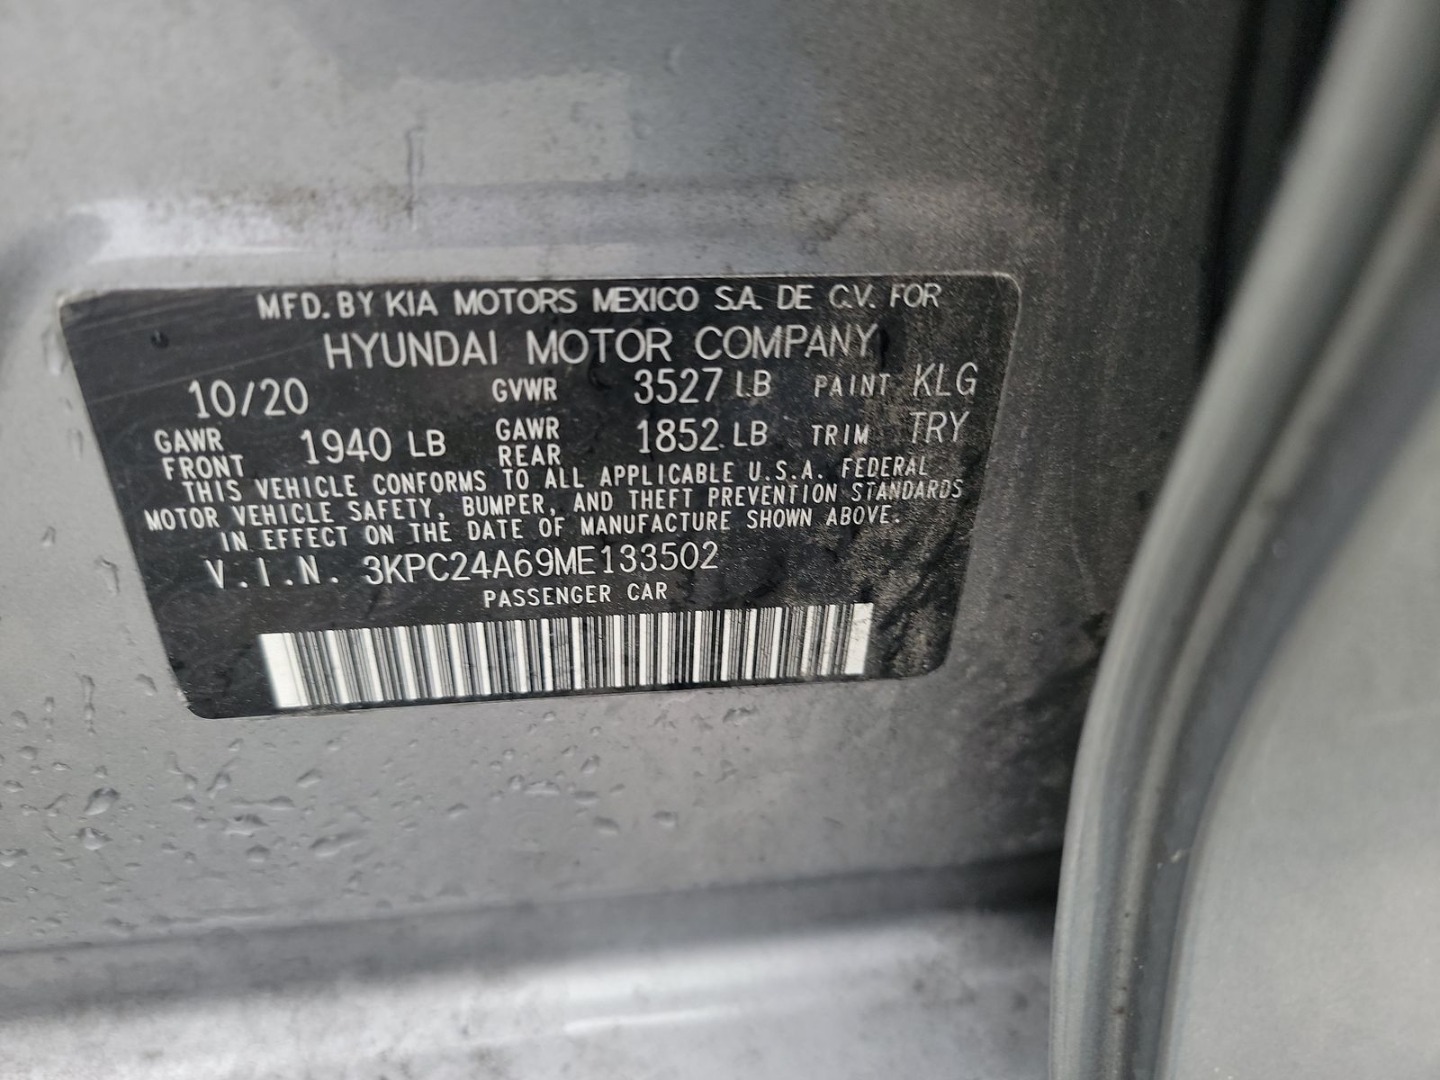 MFD. BY KIA MOTORS MEXICO S.A. DE C.V. FOR
HYUNDAI MOTOR COMPANY
10/20 GVWR 3527 LB PAINT KLG
GAWR FRONT 1940 LB GAWR REAR 1852 LB TRIM TRY
THIS VEHICLE CONFORMS TO ALL APPLICABLE U.S.A. FEDERAL
MOTOR VEHICLE SAFETY, BUMPER, AND THEFT PREVENTION STANDARDS
IN EFFECT ON THE DATE OF MANUFACTURE SHOWN ABOVE.
V.I.N. 3KPC24A69ME133502
PASSENGER CAR